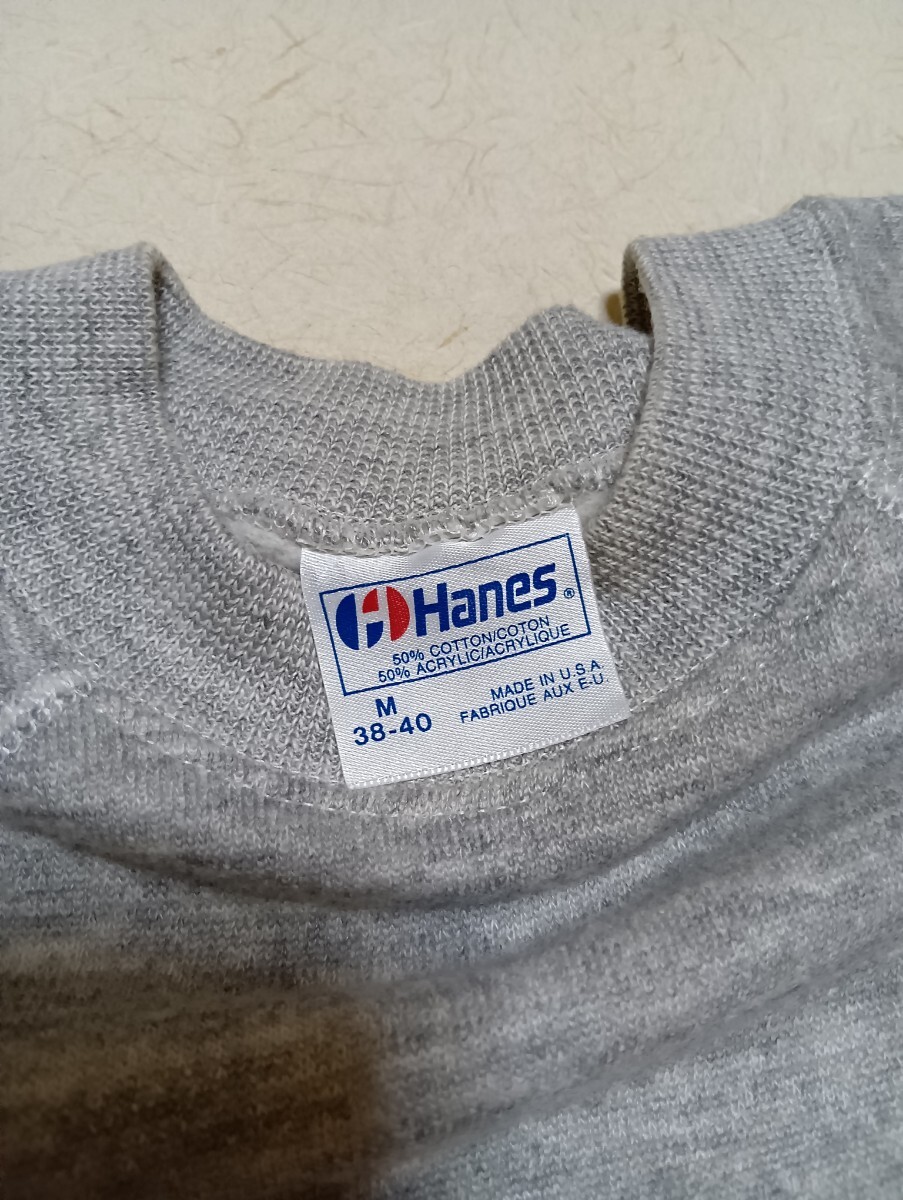 Hanes®
50% COTTON/COTON
50% ACRYLIC/ACRYLIQUE
M
38-40
MADE IN U.S.A.
FABRIQUE AUX E-U